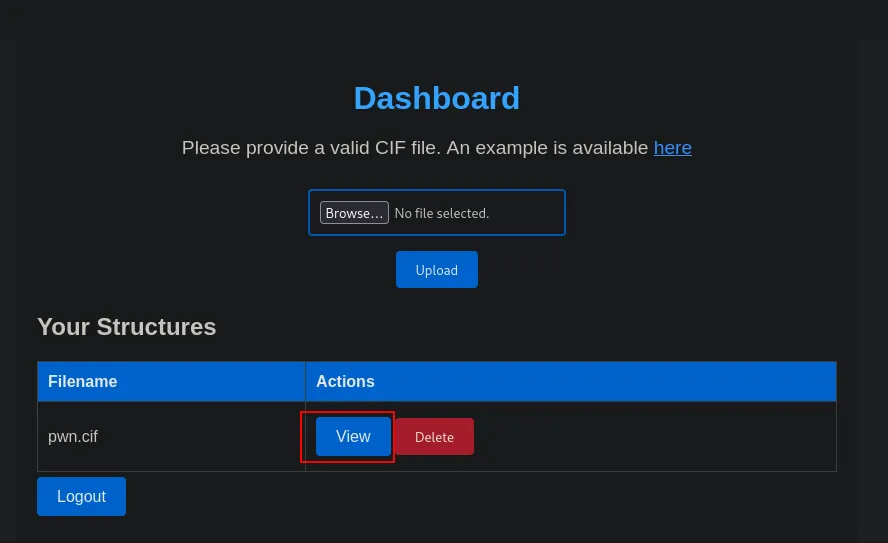 Dashboard
Please provide a valid CIF file. An example is available here
Browse... No file selected.
Upload
Your Structures
Filename Actions
pwn.cif View Delete
Logout